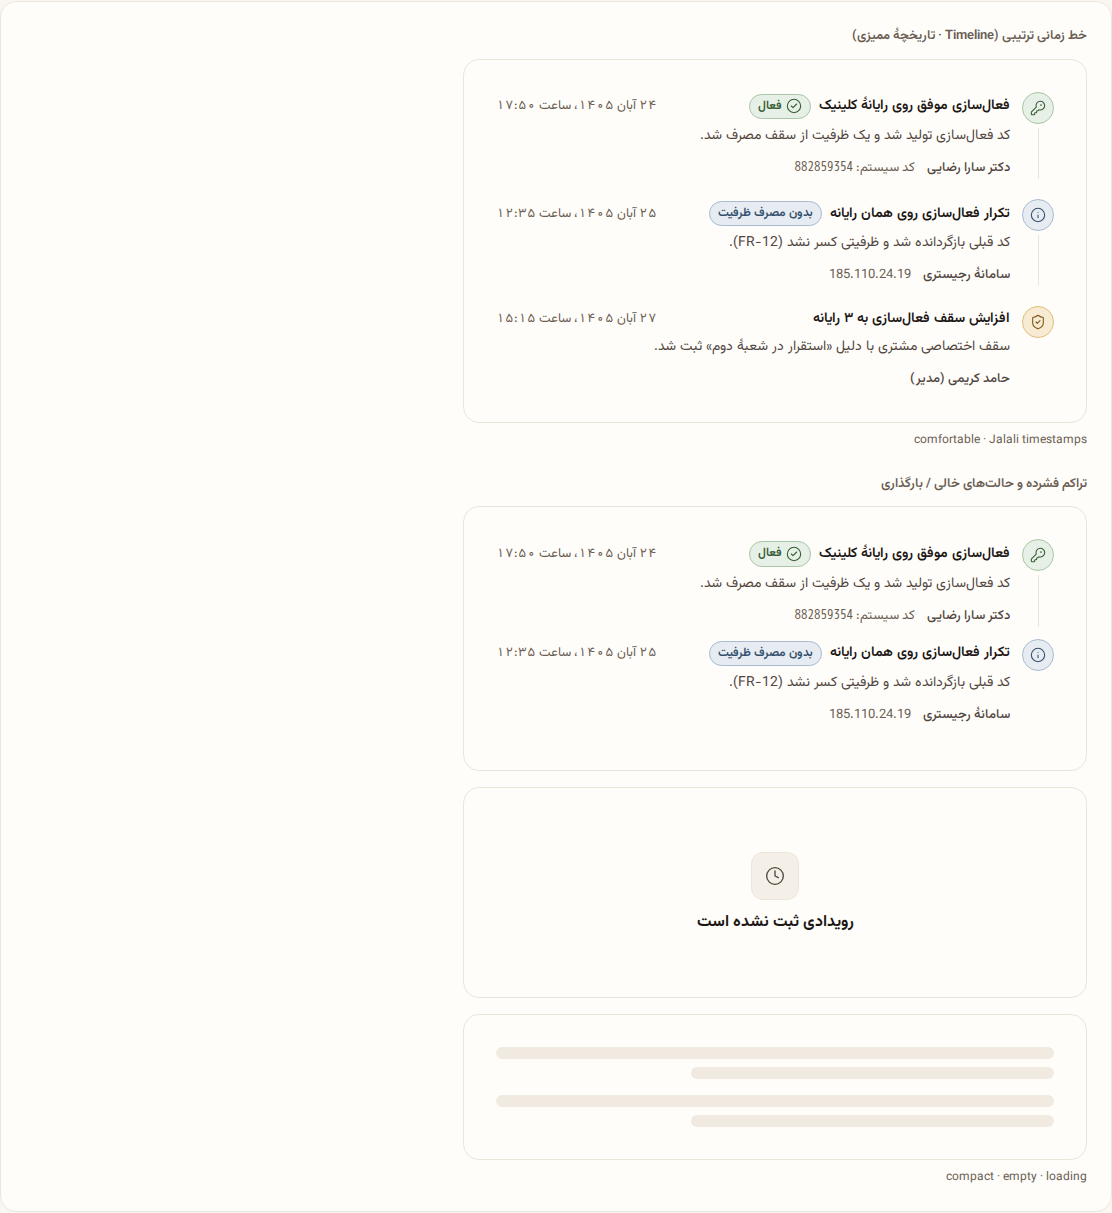 خط زمانی ترتیبی (Timeline · تاریخچهٔ ممیزی)
فعال‌سازی موفق روی رایانهٔ کلینیک فعال ۲۴ آبان ۱۴۰۵، ساعت ۱۷:۵۰
کد فعال‌سازی تولید شد و یک ظرفیت از سقف مصرف شد.
دکتر سارا رضایی کد سیستم: 882859354
تکرار فعال‌سازی روی همان رایانه بدون مصرف ظرفیت ۲۵ آبان ۱۴۰۵، ساعت ۱۲:۳۵
کد قبلی بازگردانده شد و ظرفیتی کسر نشد (FR-12).
سامانهٔ رجیستری 185.110.24.19
افزایش سقف فعال‌سازی به ۳ رایانه ۲۷ آبان ۱۴۰۵، ساعت ۱۵:۱۵
سقف اختصاصی مشتری با دلیل «استقرار در شعبهٔ دوم» ثبت شد.
حامد کریمی (مدیر)
comfortable · Jalali timestamps
تراکم فشرده و حالت‌های خالی / بارگذاری
فعال‌سازی موفق روی رایانهٔ کلینیک فعال ۲۴ آبان ۱۴۰۵، ساعت ۱۷:۵۰
کد فعال‌سازی تولید شد و یک ظرفیت از سقف مصرف شد.
دکتر سارا رضایی کد سیستم: 882859354
تکرار فعال‌سازی روی همان رایانه بدون مصرف ظرفیت ۲۵ آبان ۱۴۰۵، ساعت ۱۲:۳۵
کد قبلی بازگردانده شد و ظرفیتی کسر نشد (FR-12).
سامانهٔ رجیستری 185.110.24.19
رویدادی ثبت نشده است
compact · empty · loading